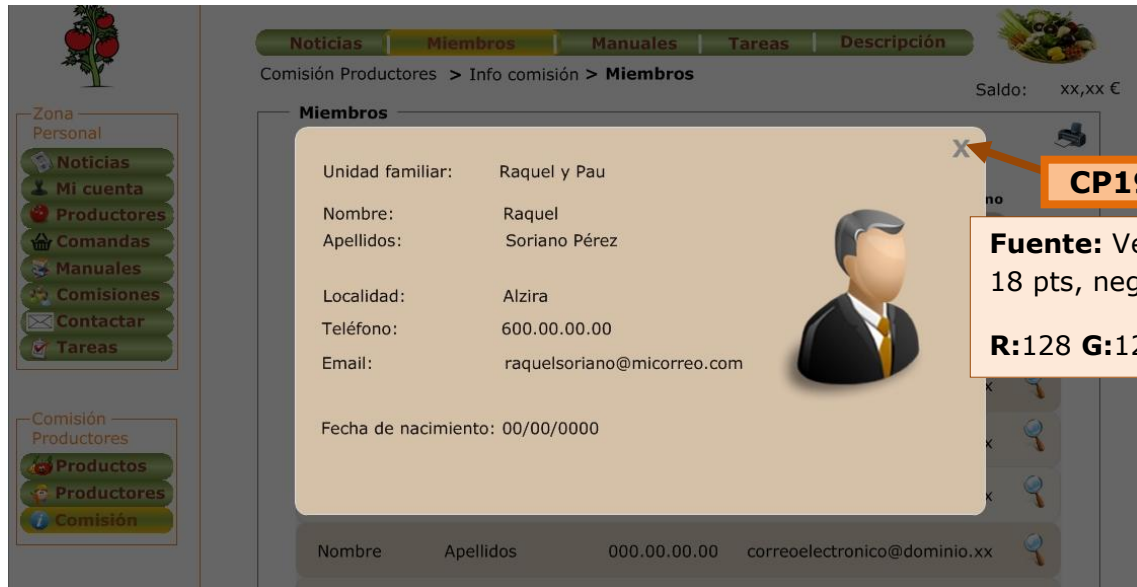 Noticias | Miembros | Manuales | Tareas | Descripción
Comisión Productores > Info comisión > Miembros
Saldo: xx,xx €
Zona
Personal
Noticias
Mi cuenta
Productores
Comandas
Manuales
Comisiones
Contactar
Tareas
Comisión
Productores
Productos
Productores
Comisión
Miembros
X
Unidad familiar: Raquel y Pau
Nombre: Raquel
Apellidos: Soriano Pérez
Localidad: Alzira
Teléfono: 600.00.00.00
Email: raquelsoriano@micorreo.com
Fecha de nacimiento: 00/00/0000
Nombre Apellidos 000.00.00.00 correoelectronico@dominio.xx
Fuente:
18 pts,
R:128